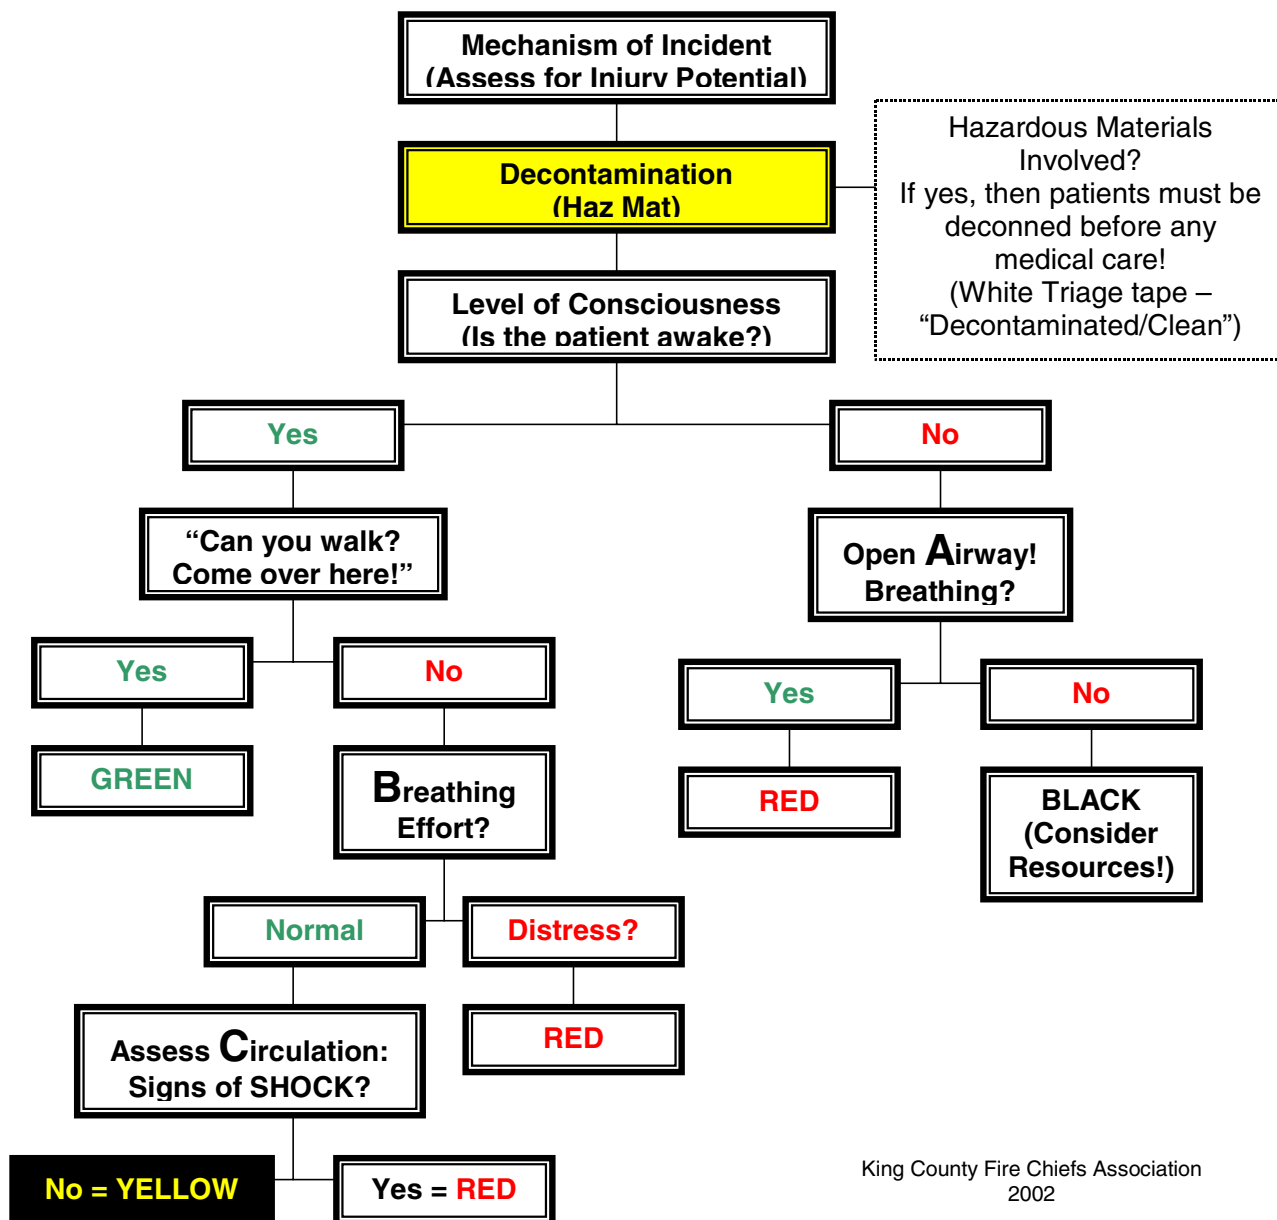 Mechanism of Incident
(Assess for Injury Potential)
Decontamination
(Haz Mat)
Hazardous Materials
Involved?
If yes, then patients must be
deconned before any
medical care!
(White Triage tape –
“Decontaminated/Clean”)
Level of Consciousness
(Is the patient awake?)
Yes
No
“Can you walk?
Come over here!”
Open Airway!
Breathing?
Yes
No
Yes
No
GREEN
Breathing
Effort?
RED
BLACK
(Consider
Resources!)
Normal
Distress?
Assess Circulation:
Signs of SHOCK?
RED
No = YELLOW
Yes = RED
King County Fire Chiefs Association
2002